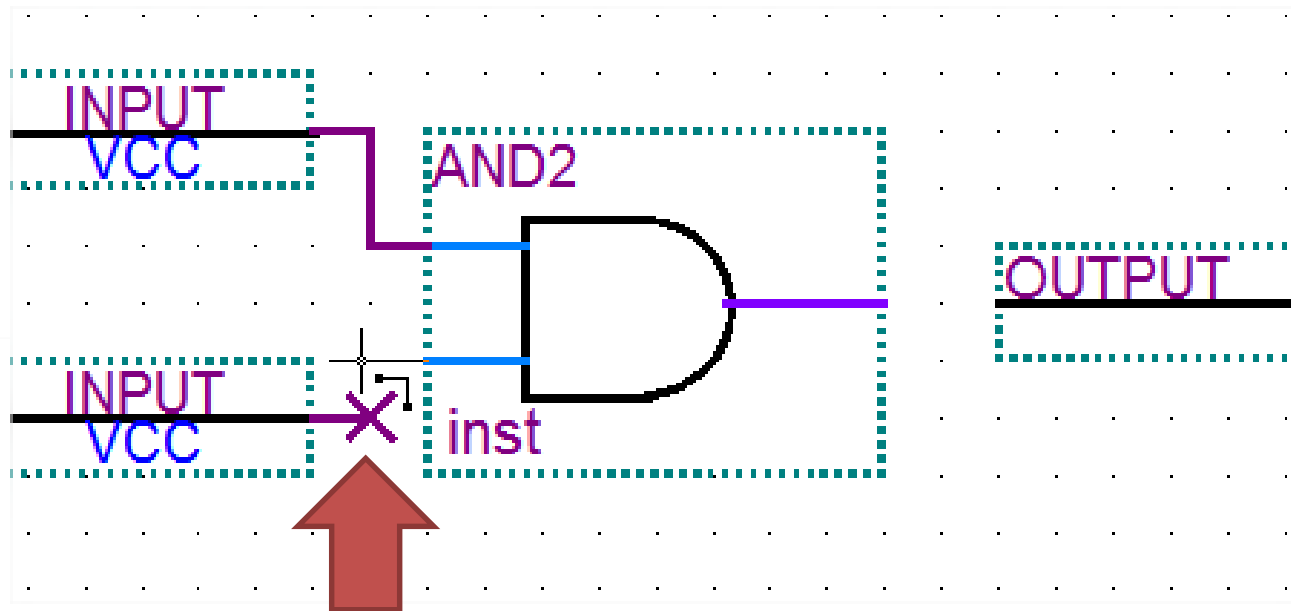 INPUT
VCC
AND2
OUTPUT
INPUT
VCC
inst